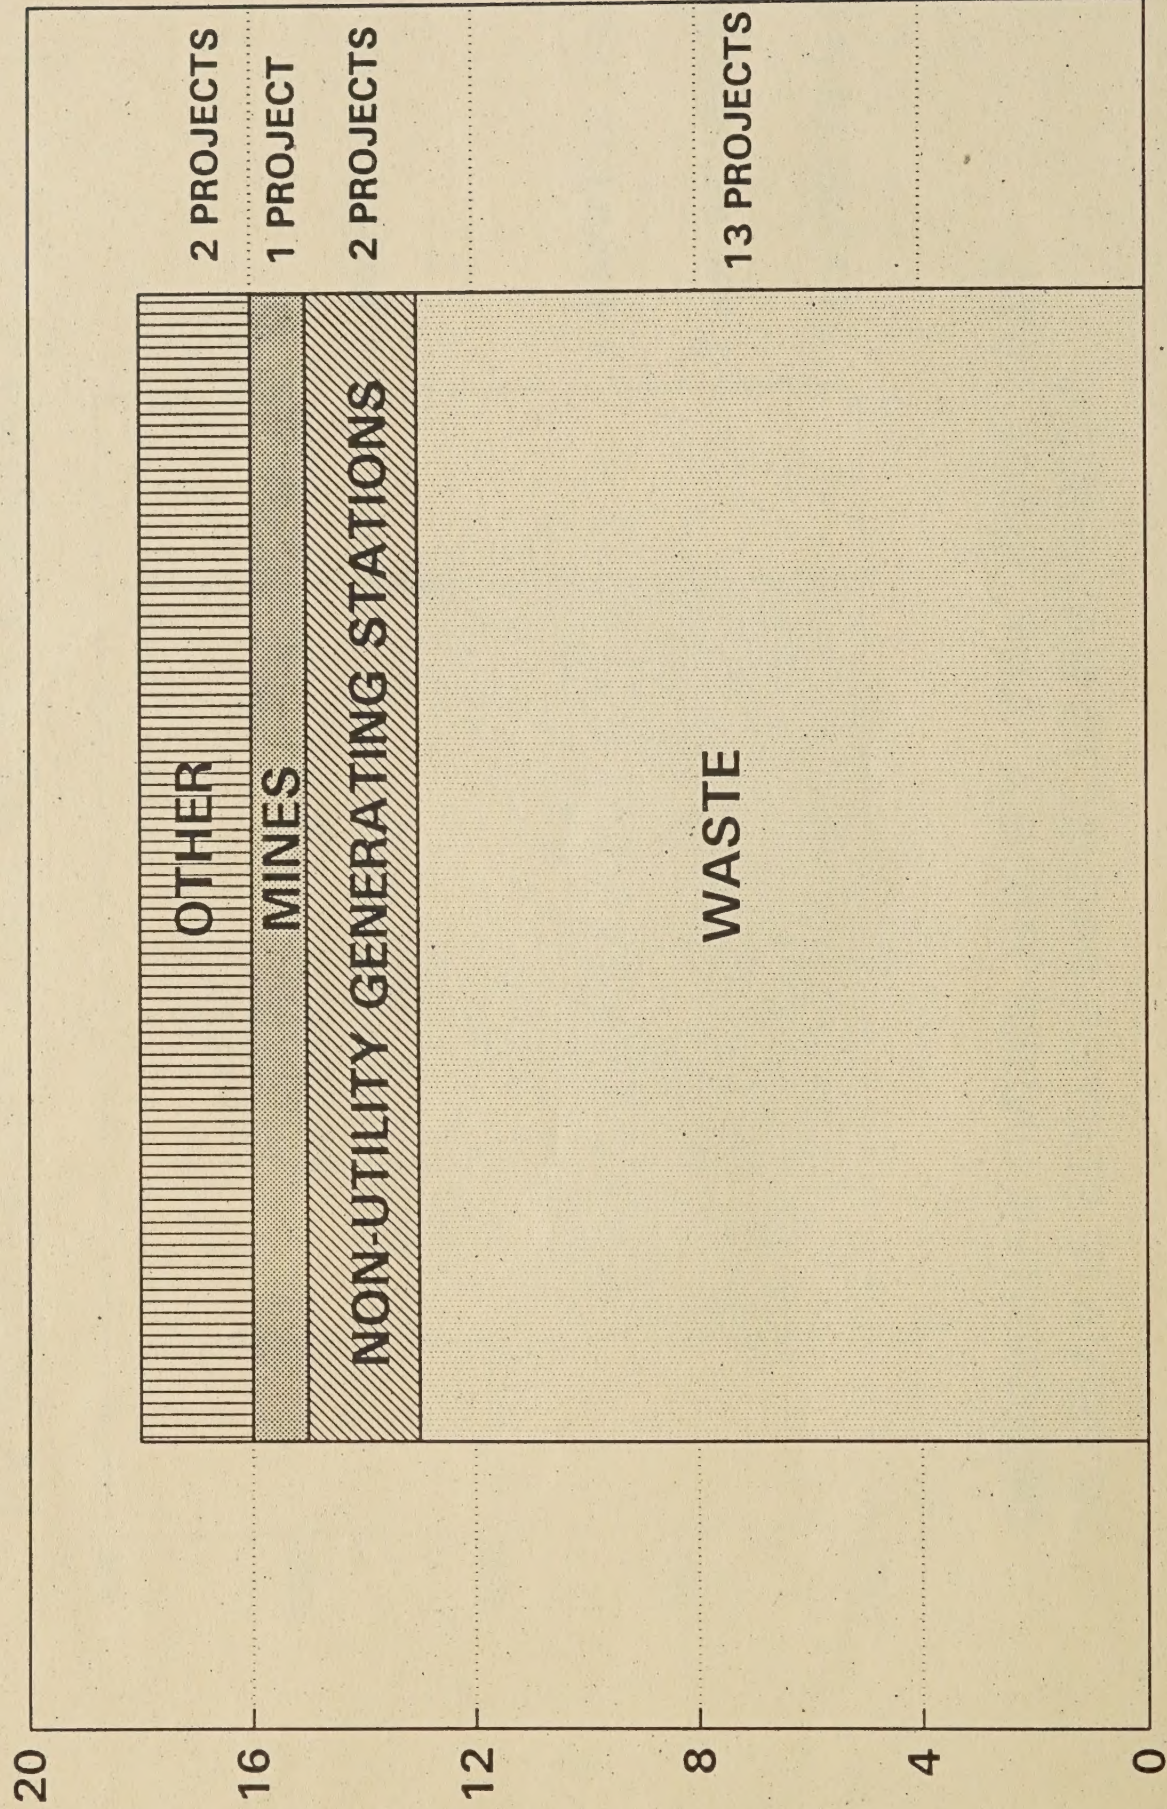 20
16
12
8
4
0
OTHER
2 PROJECTS
MINES
1 PROJECT
NON-UTILITY GENERATING STATIONS
2 PROJECTS
WASTE
13 PROJECTS